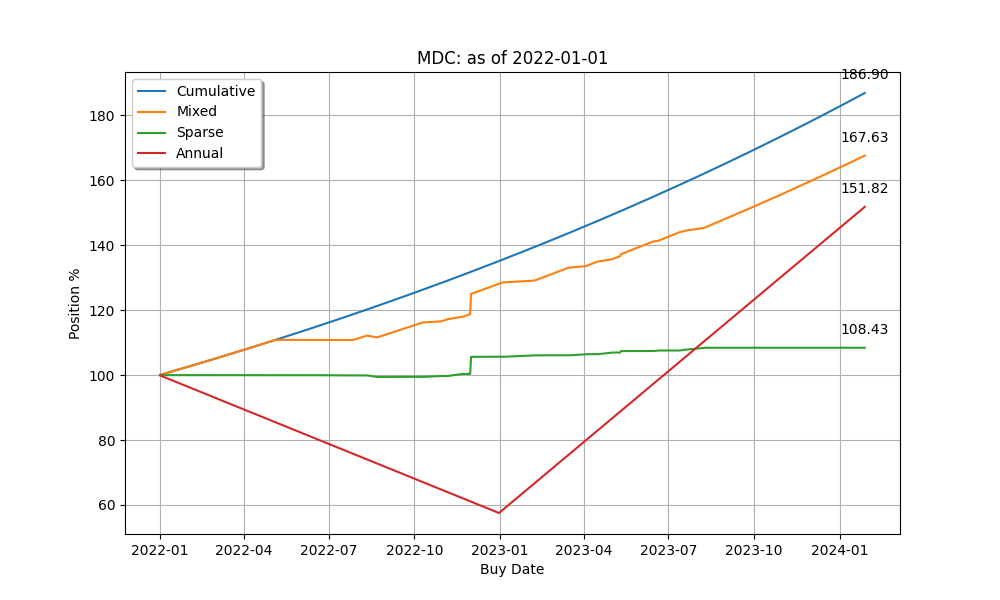 MDC: as of 2022-01-01
Cumulative
Mixed
Sparse
Annual
186.90
167.63
151.82
108.43
Position %
180
160
140
120
100
80
60
2022-01
2022-04
2022-07
2022-10
2023-01
2023-04
2023-07
2023-10
2024-01
Buy Date